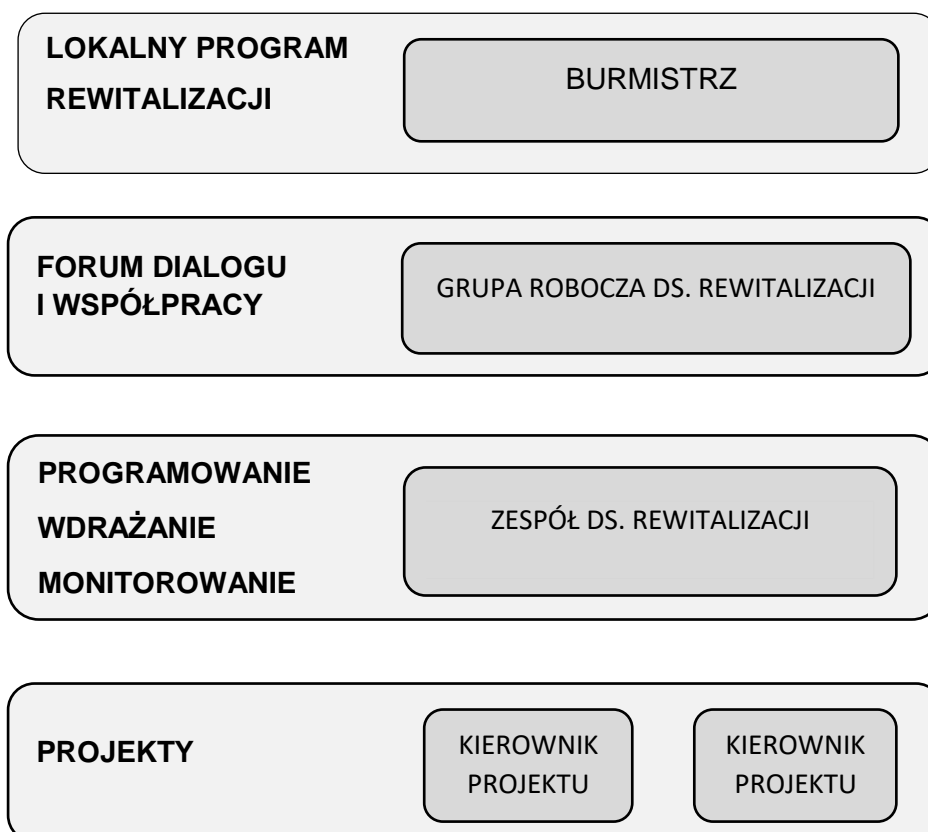 LOKALNY PROGRAM
REWITALIZACJI
BURMISTRZ
FORUM DIALOGU
I WSPÓŁPRACY
GRUPA ROBOCZA DS. REWITALIZACJI
PROGRAMOWANIE
WDRAŻANIE
MONITOROWANIE
ZESPÓŁ DS. REWITALIZACJI
PROJEKTY
KIEROWNIK
PROJEKTU
KIEROWNIK
PROJEKTU